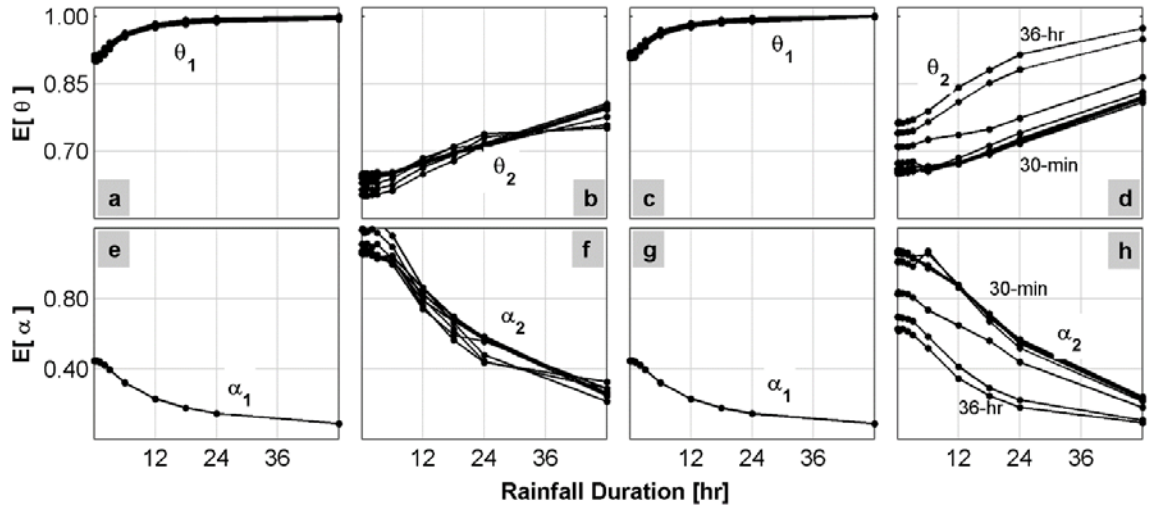 1.00
0.85
0.70
E[ θ ]
θ1
a
θ2
b
θ1
c
36-hr
θ2
30-min
d
0.80
0.40
E[ α ]
e
α1
f
α2
g
α1
h
30-min
α2
36-hr
12 24 36
12 24 36
12 24 36
12 24 36
Rainfall Duration [hr]